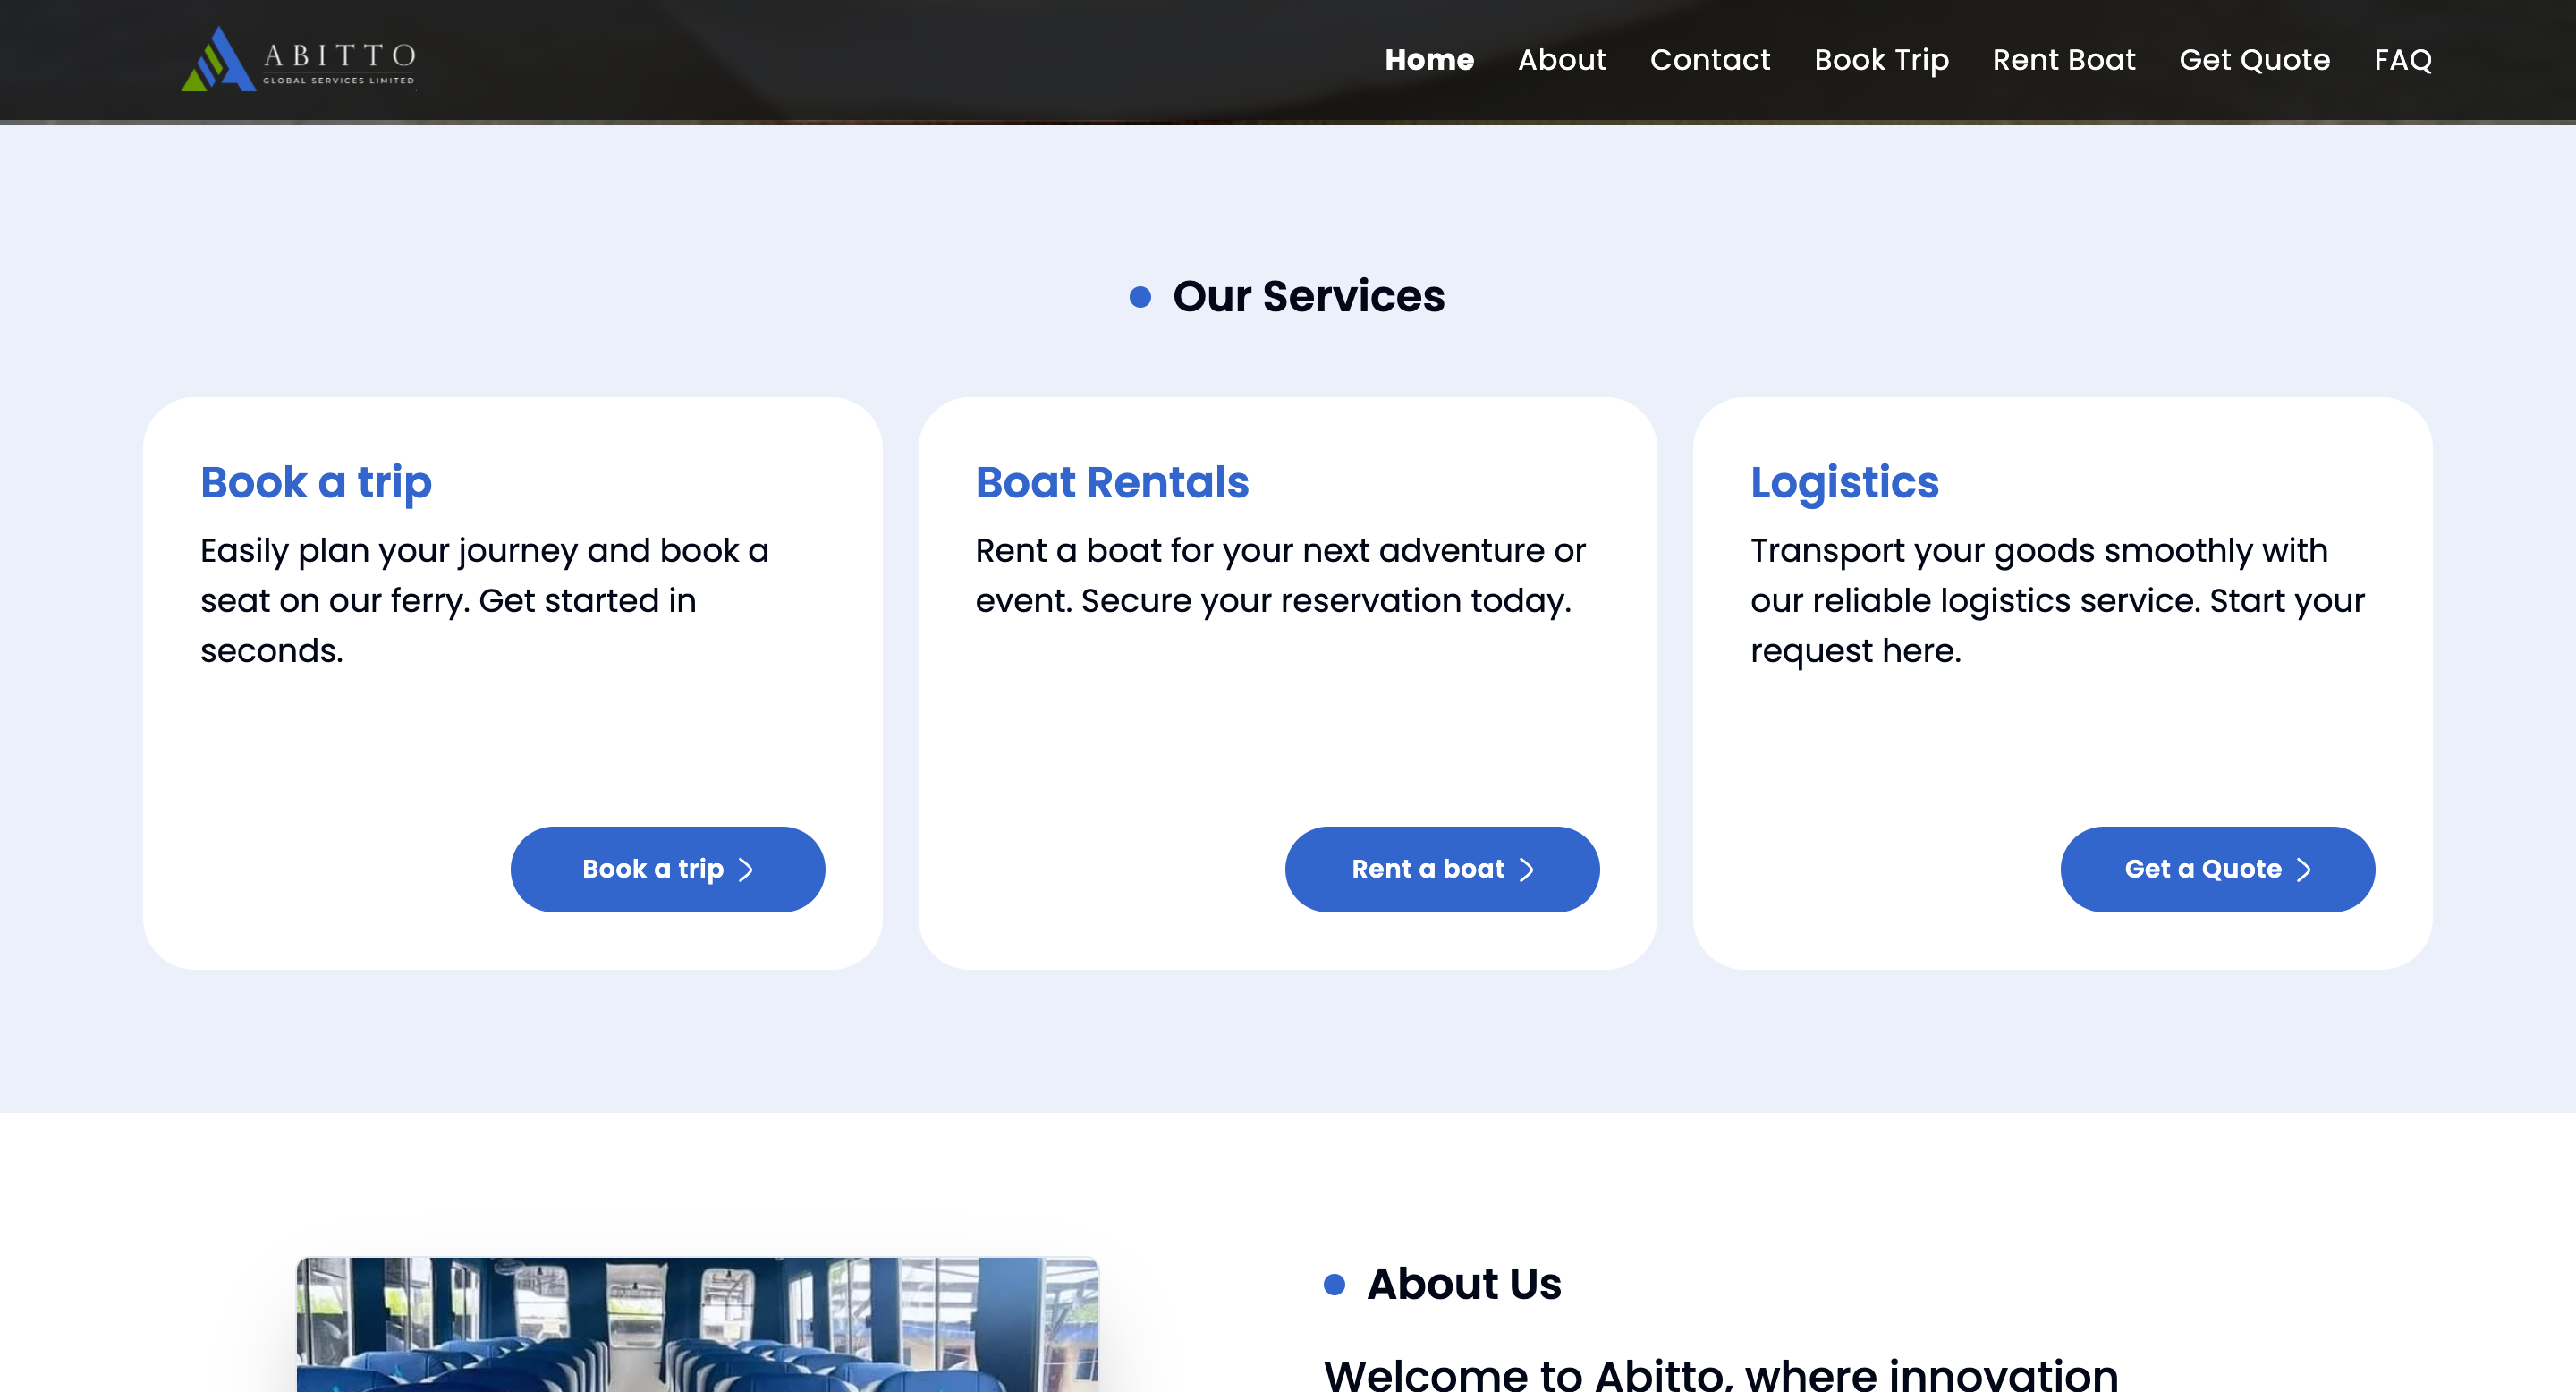 ABITTO
GLOBAL SERVICES LIMITED
Home About Contact Book Trip Rent Boat Get Quote FAQ
Our Services
Book a trip
Easily plan your journey and book a
seat on our ferry. Get started in
seconds.
Book a trip
Boat Rentals
Rent a boat for your next adventure or
event. Secure your reservation today.
Rent a boat
Logistics
Transport your goods smoothly with
our reliable logistics service. Start your
request here.
Get a Quote
About Us
Welcome to Abitto, where innovation